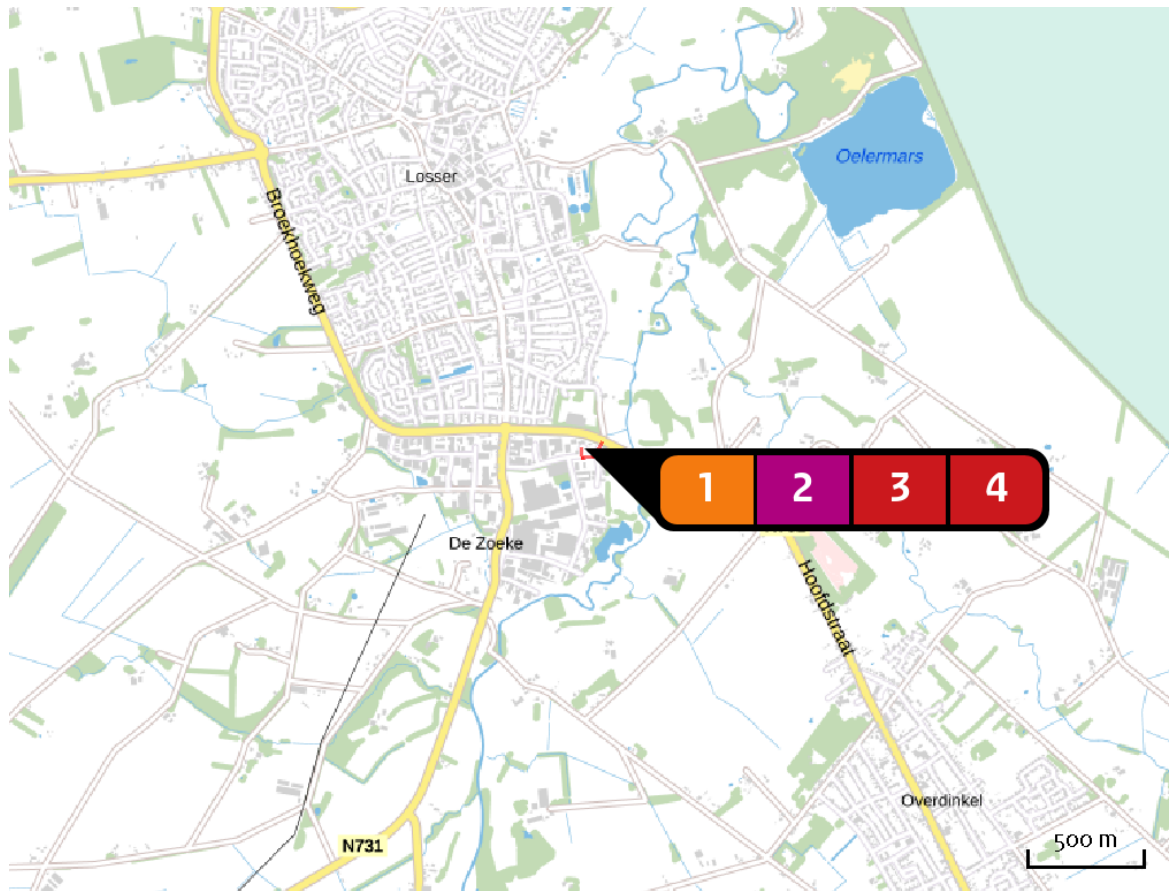 Oelermars
Losser
Broekhoekweg
1 2 3 4
De Zoeke
Hoofdstraat
Overdinkel
500 m
N731